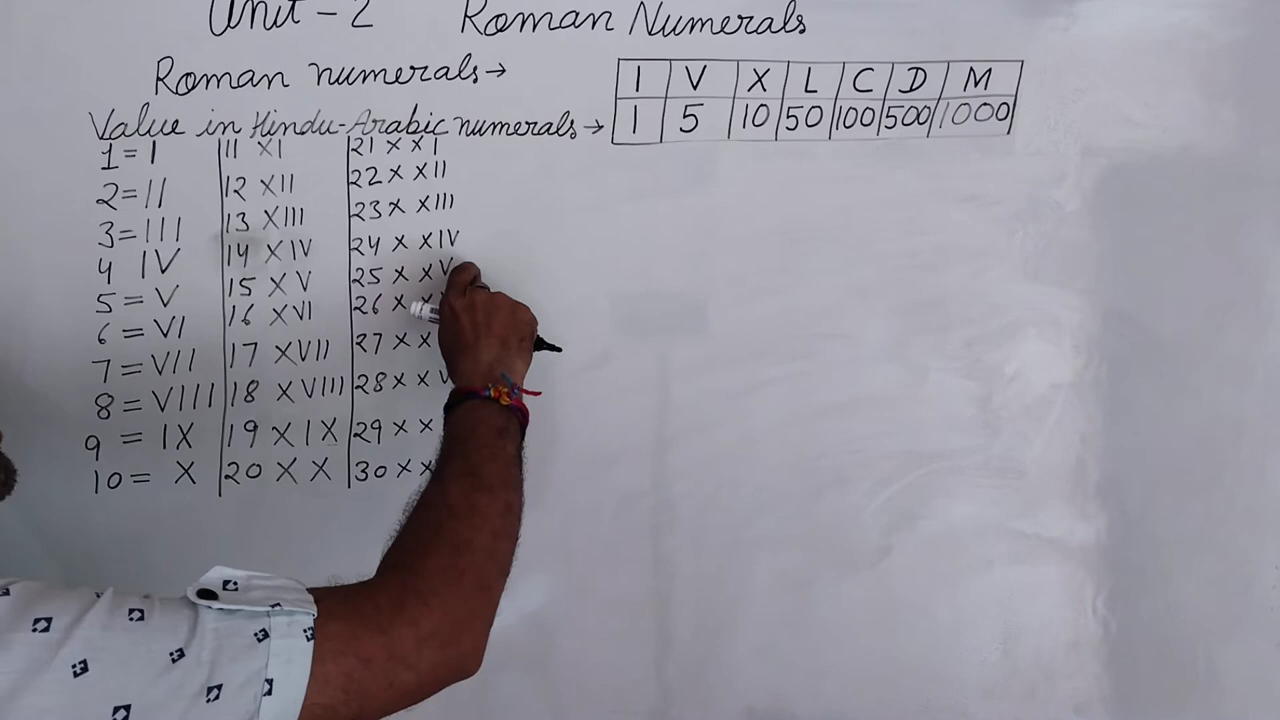 Unit - 2 Roman Numerals
Roman numerals →
I V X L C D M
Value in Hindu-Arabic numerals →
1 5 10 50 100 500 1000
1 = I
2 = II
3 = III
4 IV
5 = V
6 = VI
7 = VII
8 = VIII
9 = IX
10 = X
11 XI
12 XII
13 XIII
14 XIV
15 XV
16 XVI
17 XVII
18 XVIII
19 XIX
20 XX
21 XXI
22 XXII
23 XXIII
24 XXIV
25 XXV
26 XX
27 XX
28 XXV
29 XX
30 XX